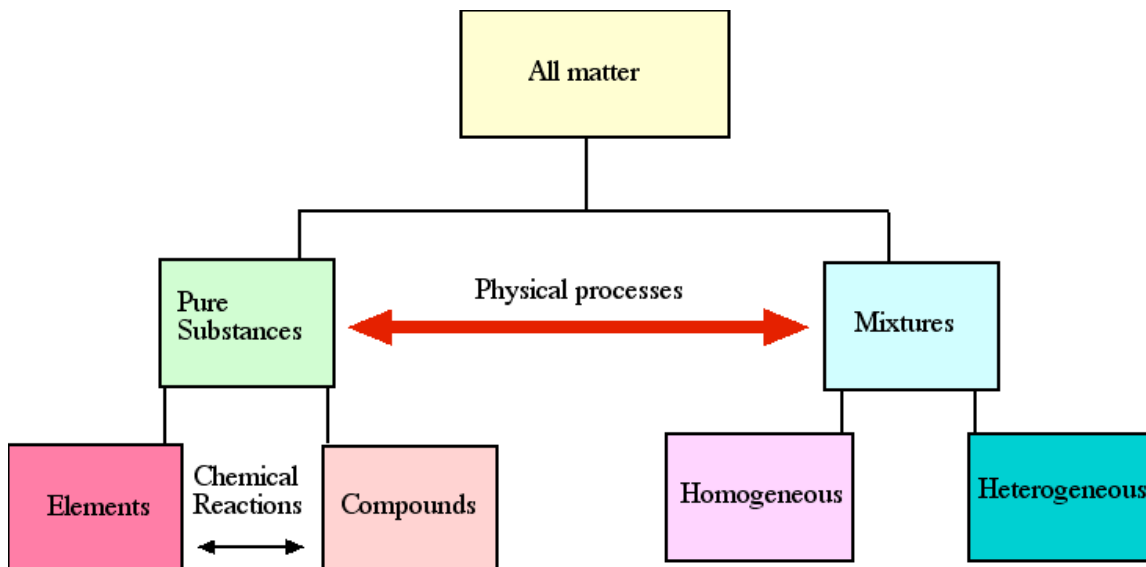 All matter
Physical processes
Pure
Substances
Mixtures
Elements
Chemical
Reactions
Compounds
Homogeneous
Heterogeneous